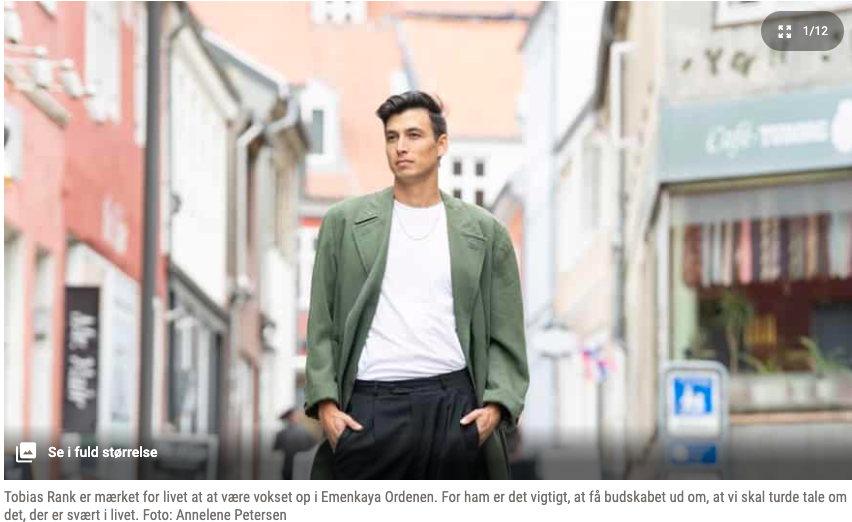 1/12
Café
Mr. Hair
Se i fuld størrelse
Tobias Rank er mærket for livet at at være vokset op i Emenkaya Ordenen. For ham er det vigtigt, at få budskabet ud om, at vi skal turde tale om
det, der er svært i livet. Foto: Annelene Petersen